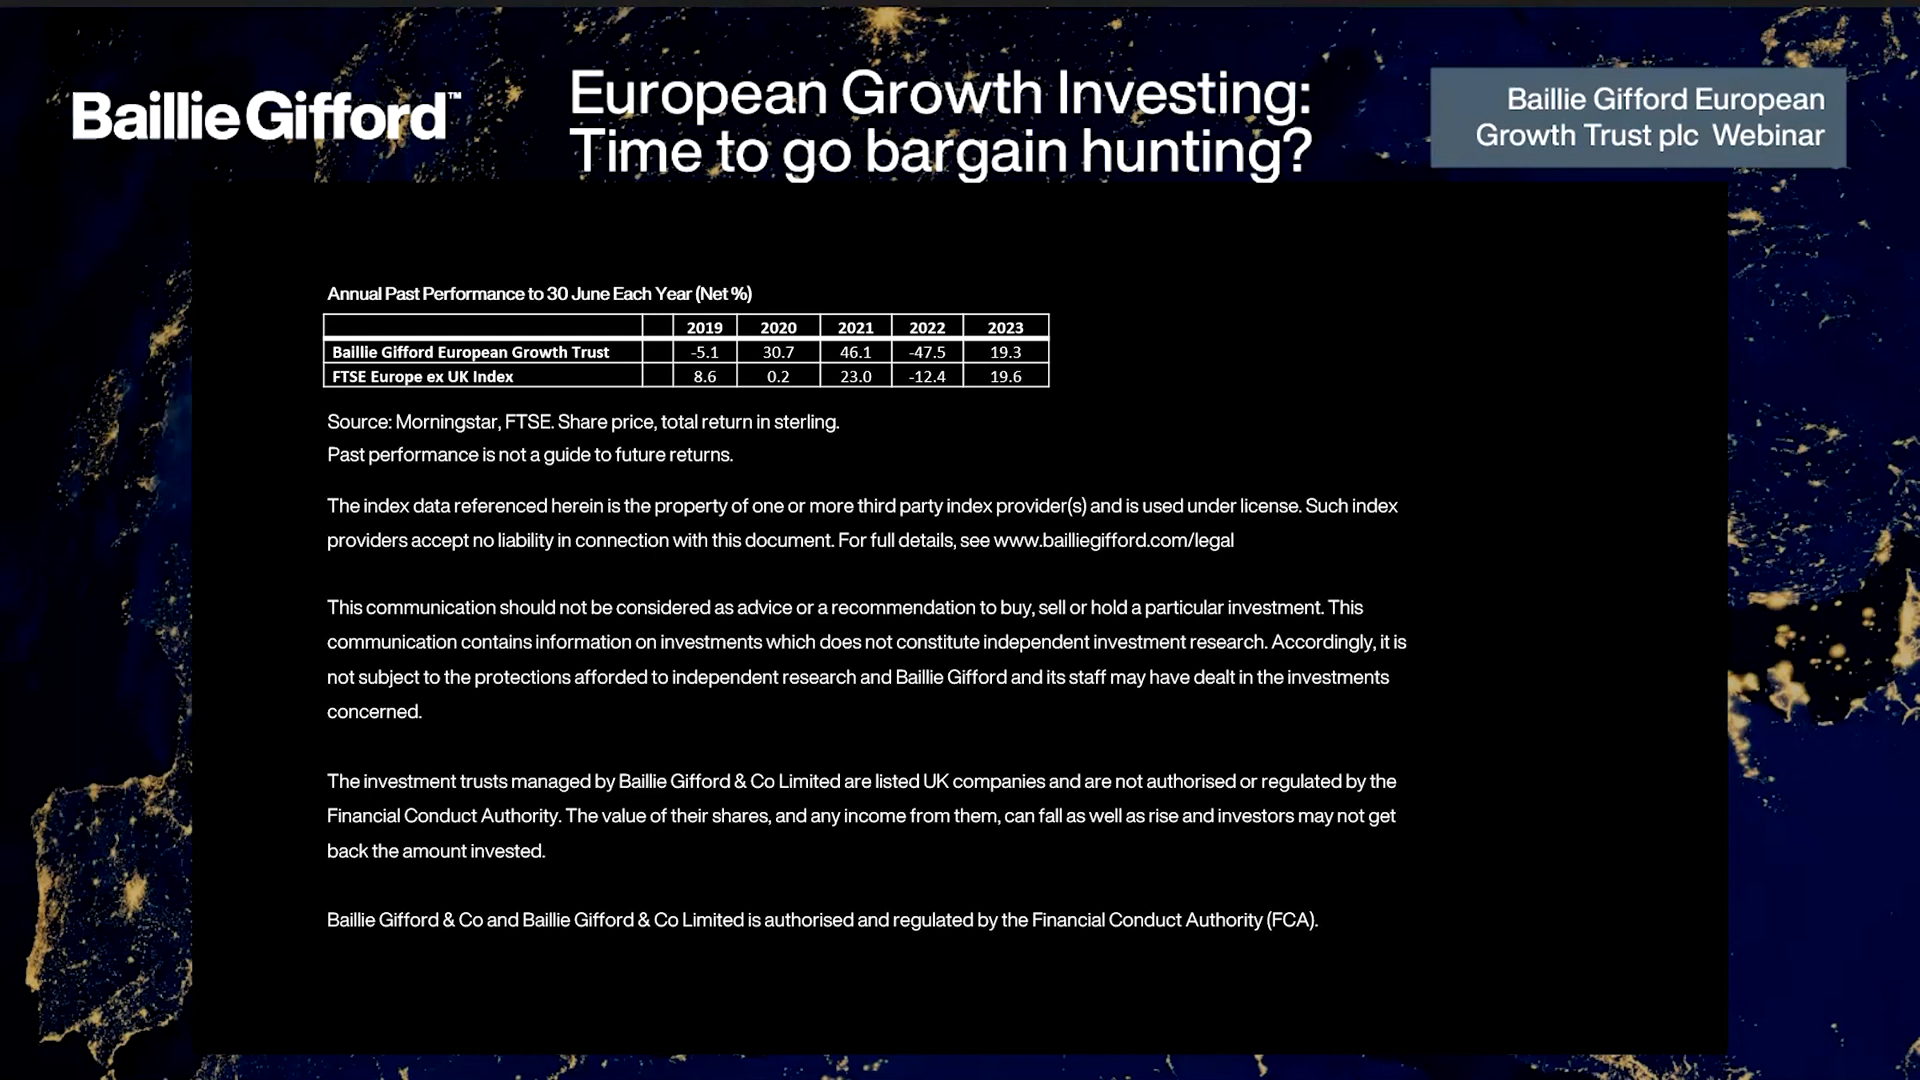 BaillieGifford™
European Growth Investing:
Time to go bargain hunting?
Baillie Gifford European
Growth Trust plc Webinar
Annual Past Performance to 30 June Each Year (Net %)
2019 2020 2021 2022 2023
Baillie Gifford European Growth Trust -5.1 30.7 46.1 -47.5 19.3
FTSE Europe ex UK Index 8.6 0.2 23.0 -12.4 19.6
Source: Morningstar, FTSE. Share price, total return in sterling.
Past performance is not a guide to future returns.
The index data referenced herein is the property of one or more third party index provider(s) and is used under license. Such index
providers accept no liability in connection with this document. For full details, see www.bailliegifford.com/legal
This communication should not be considered as advice or a recommendation to buy, sell or hold a particular investment. This
communication contains information on investments which does not constitute independent investment research. Accordingly, it is
not subject to the protections afforded to independent research and Baillie Gifford and its staff may have dealt in the investments
concerned.
The investment trusts managed by Baillie Gifford & Co Limited are listed UK companies and are not authorised or regulated by the
Financial Conduct Authority. The value of their shares, and any income from them, can fall as well as rise and investors may not get
back the amount invested.
Baillie Gifford & Co and Baillie Gifford & Co Limited is authorised and regulated by the Financial Conduct Authority (FCA).